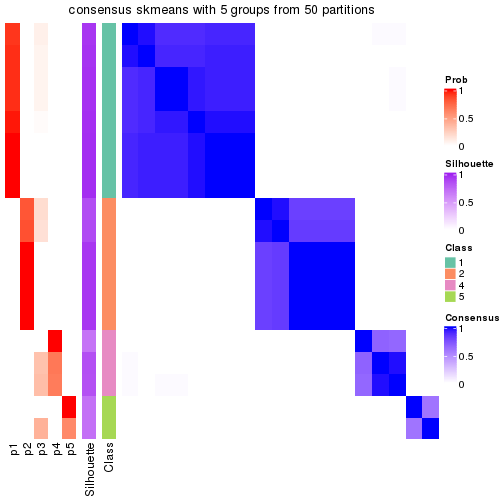 consensus skmeans with 5 groups from 50 partitions
Prob
1
0.5
0
Silhouette
1
0.5
0
Class
1
2
4
5
Consensus
1
0.5
0
p1
p2
p3
p4
p5
Silhouette
Class